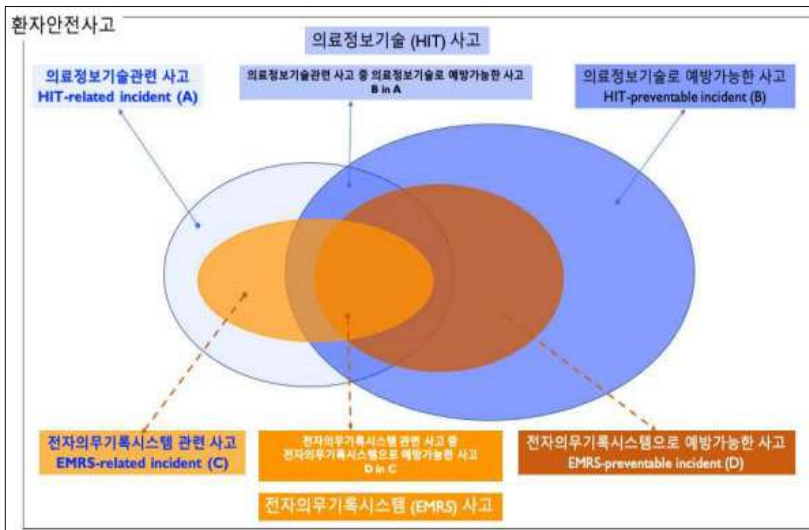 환자안전사고
의료정보기술 (HIT) 사고
의료정보기술관련 사고
HIT-related incident (A)
의료정보기술관련 사고 중 의료정보기술로 예방가능한 사고
B in A
의료정보기술로 예방가능한 사고
HIT-preventable incident (B)
전자의무기록시스템 관련 사고
EMRS-related incident (C)
전자의무기록시스템 관련 사고 중
전자의무기록시스템으로 예방가능한 사고
D in C
전자의무기록시스템으로 예방가능한 사고
EMRS-preventable incident (D)
전자의무기록시스템 (EMRS) 사고